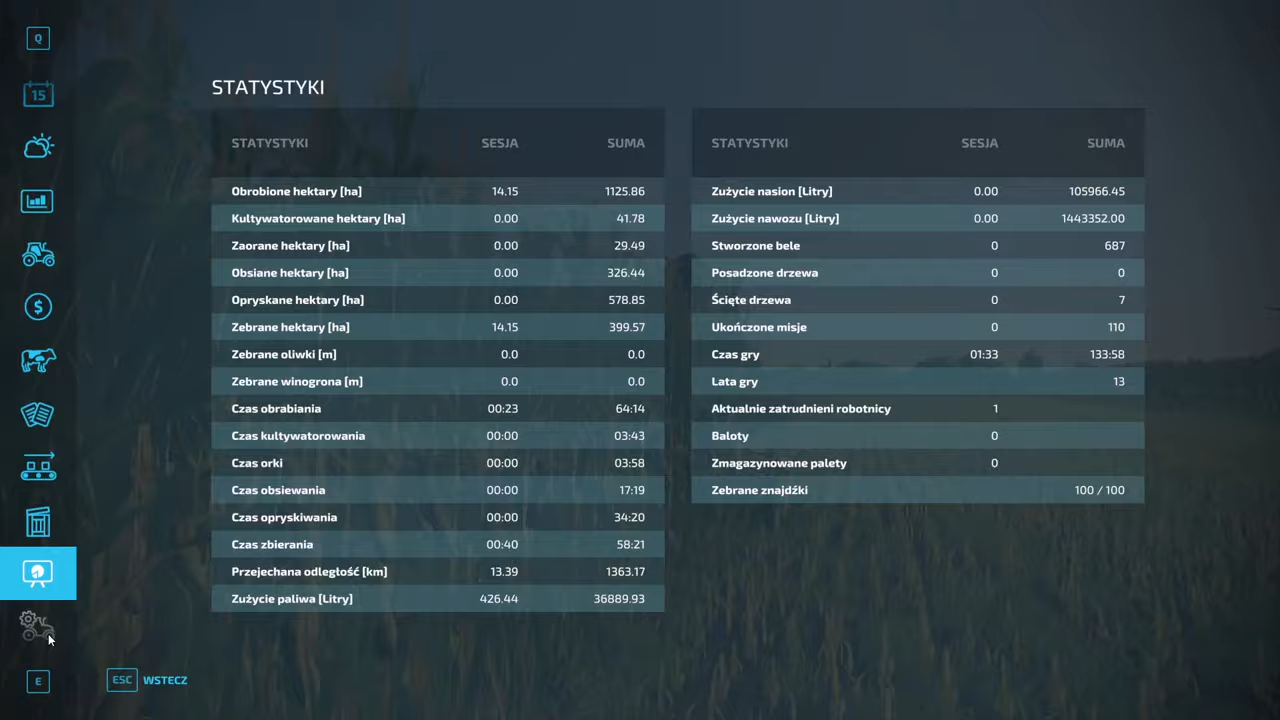 Q
15
STATYSTYKI
STATYSTYKI SESJA SUMA
Obrobione hektary [ha] 14.15 1125.86
Kultywatorowane hektary [ha] 0.00 41.78
Zaorane hektary [ha] 0.00 29.49
Obsiane hektary [ha] 0.00 326.44
Opryskane hektary [ha] 0.00 578.85
Zebrane hektary [ha] 14.15 399.57
Zebrane oliwki [m] 0.0 0.0
Zebrane winogrona [m] 0.0 0.0
Czas obrabiania 00:23 64:14
Czas kultywatorowania 00:00 03:43
Czas orki 00:00 03:58
Czas obsiewania 00:00 17:19
Czas opryskiwania 00:00 34:20
Czas zbierania 00:40 58:21
Przejechana odległość [km] 13.39 1363.17
Zużycie paliwa [Litry] 426.44 36889.93
STATYSTYKI SESJA SUMA
Zużycie nasion [Litry] 0.00 105966.45
Zużycie nawozu [Litry] 0.00 1443352.00
Stworzone bele 0 687
Posadzone drzewa 0 0
Ścięte drzewa 0 7
Ukończone misje 0 110
Czas gry 01:33 133:58
Lata gry 13
Aktualnie zatrudnieni robotnicy 1
Baloty 0
Zmagazynowane palety 0
Zebrane znajdźki 100 / 100
E
ESC WSTECZ